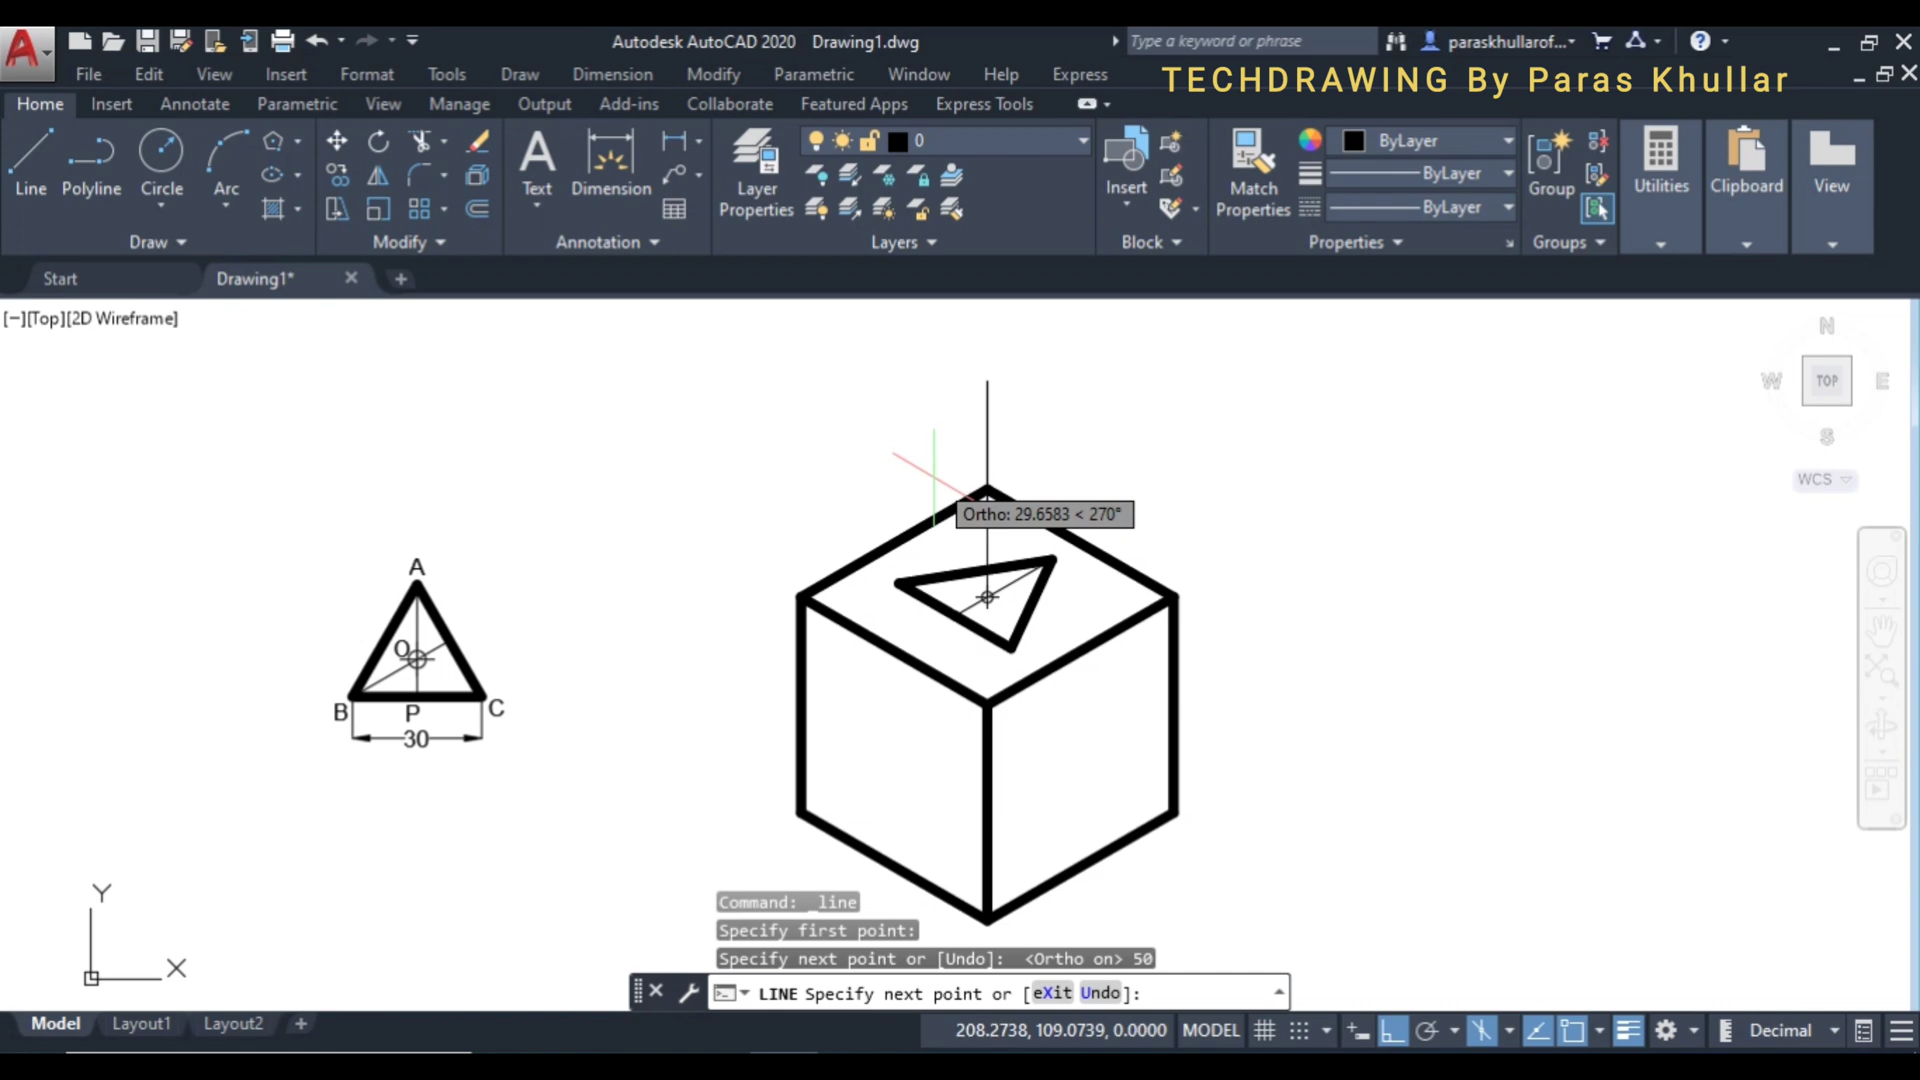 Autodesk AutoCAD 2020 Drawing1.dwg
Type a keyword or phrase
paraskhullarof...
File Edit View Insert Format Tools Draw Dimension Modify Parametric Window Help Express
TECHDRAWING By Paras Khullar
Home Insert Annotate Parametric View Manage Output Add-ins Collaborate Featured Apps Express Tools
0
ByLayer
ByLayer
ByLayer
Line Polyline Circle Arc
Text Dimension
Layer Properties
Insert
Match Properties
Group
Utilities Clipboard View
Draw Modify Annotation Layers Block Properties Groups
Start Drawing1*
[−][Top][2D Wireframe]
N
W TOP E
S
WCS
Ortho: 29.6583 < 270°
A
O
B P C
30
Y
X
Command: _line
Specify first point:
Specify next point or [Undo]: <Ortho on> 50
LINE Specify next point or [eXit Undo]:
Model Layout1 Layout2
208.2738, 109.0739, 0.0000 MODEL Decimal